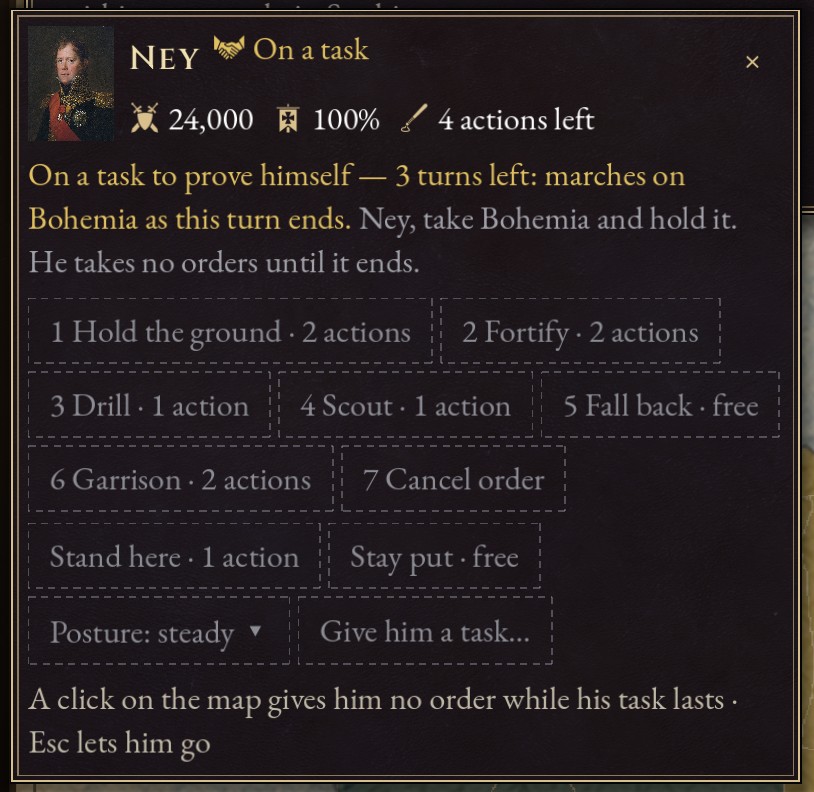 Ney On a task ×
24,000 100% 4 actions left
On a task to prove himself — 3 turns left: marches on
Bohemia as this turn ends. Ney, take Bohemia and hold it.
He takes no orders until it ends.
1 Hold the ground · 2 actions 2 Fortify · 2 actions
3 Drill · 1 action 4 Scout · 1 action 5 Fall back · free
6 Garrison · 2 actions 7 Cancel order
Stand here · 1 action Stay put · free
Posture: steady ▼ Give him a task...
A click on the map gives him no order while his task lasts ·
Esc lets him go